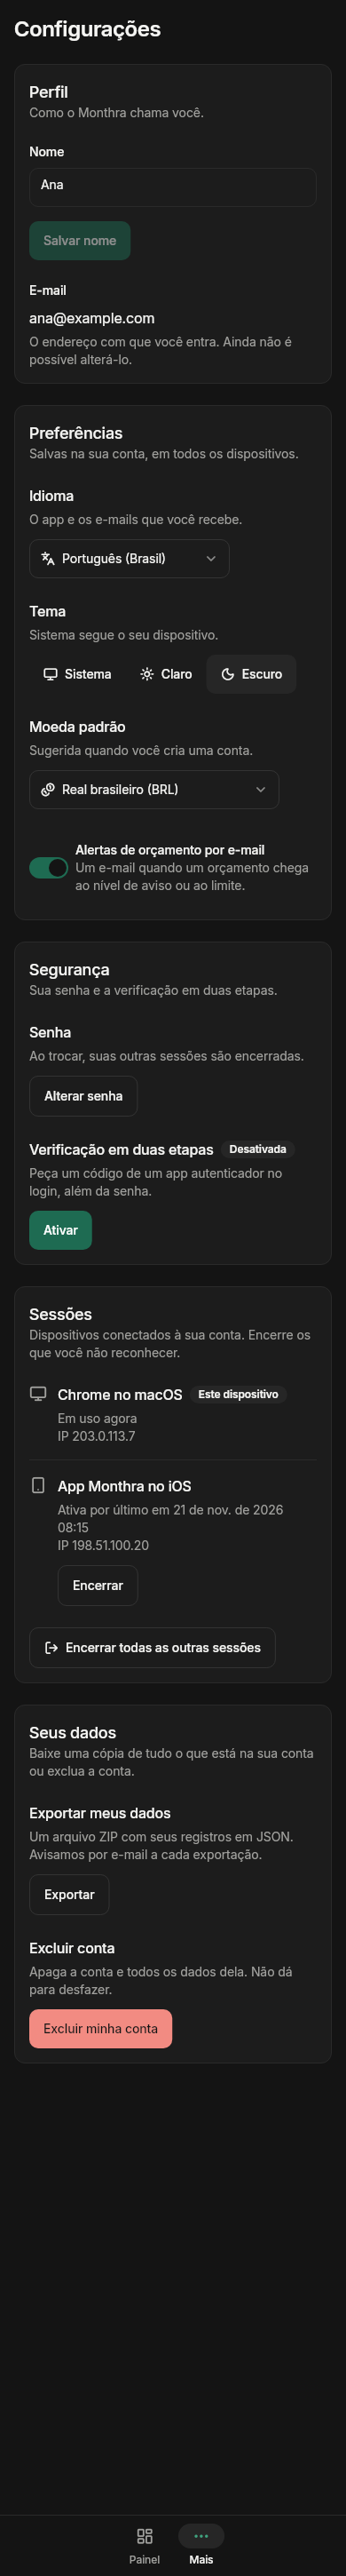 Configurações
Perfil
Como o Monthra chama você.
Nome
Ana
Salvar nome
E-mail
ana@example.com
O endereço com que você entra. Ainda não é
possível alterá-lo.
Preferências
Salvas na sua conta, em todos os dispositivos.
Idioma
O app e os e-mails que você recebe.
Português (Brasil)
Tema
Sistema segue o seu dispositivo.
Sistema Claro Escuro
Moeda padrão
Sugerida quando você cria uma conta.
Real brasileiro (BRL)
Alertas de orçamento por e-mail
Um e-mail quando um orçamento chega
ao nível de aviso ou ao limite.
Segurança
Sua senha e a verificação em duas etapas.
Senha
Ao trocar, suas outras sessões são encerradas.
Alterar senha
Verificação em duas etapas Desativada
Peça um código de um app autenticador no
login, além da senha.
Ativar
Sessões
Dispositivos conectados à sua conta. Encerre os
que você não reconhecer.
Chrome no macOS Este dispositivo
Em uso agora
IP 203.0.113.7
App Monthra no iOS
Ativa por último em 21 de nov. de 2026
08:15
IP 198.51.100.20
Encerrar
Encerrar todas as outras sessões
Seus dados
Baixe uma cópia de tudo o que está na sua conta
ou exclua a conta.
Exportar meus dados
Um arquivo ZIP com seus registros em JSON.
Avisamos por e-mail a cada exportação.
Exportar
Excluir conta
Apaga a conta e todos os dados dela. Não dá
para desfazer.
Excluir minha conta
Painel Mais